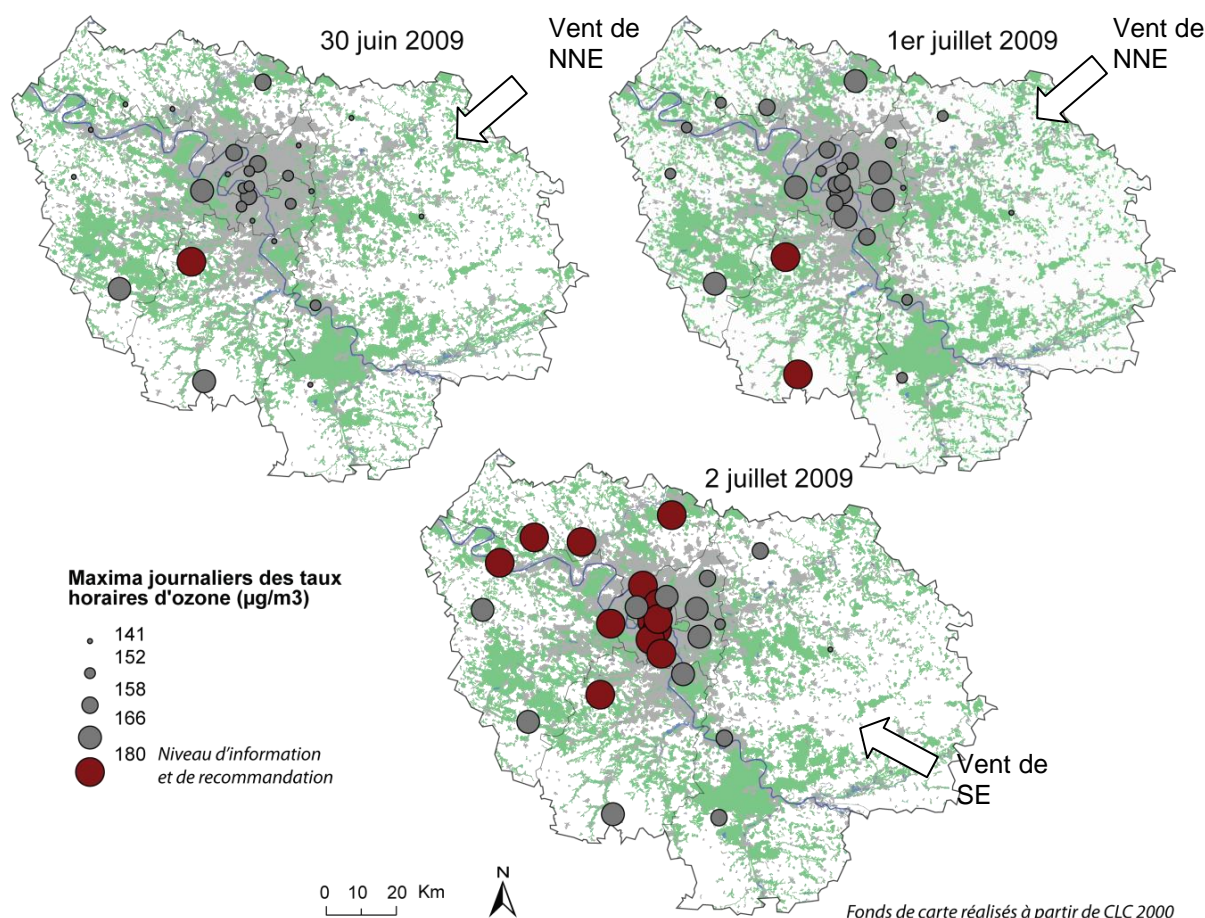 30 juin 2009
Vent de
NNE
1er juillet 2009
Vent de
NNE
2 juillet 2009
Vent de
SE
Maxima journaliers des taux
horaires d'ozone (µg/m3)
141
152
158
166
180 Niveau d'information
et de recommandation
0 10 20 Km
N
Fonds de carte réalisés à partir de CLC 2000